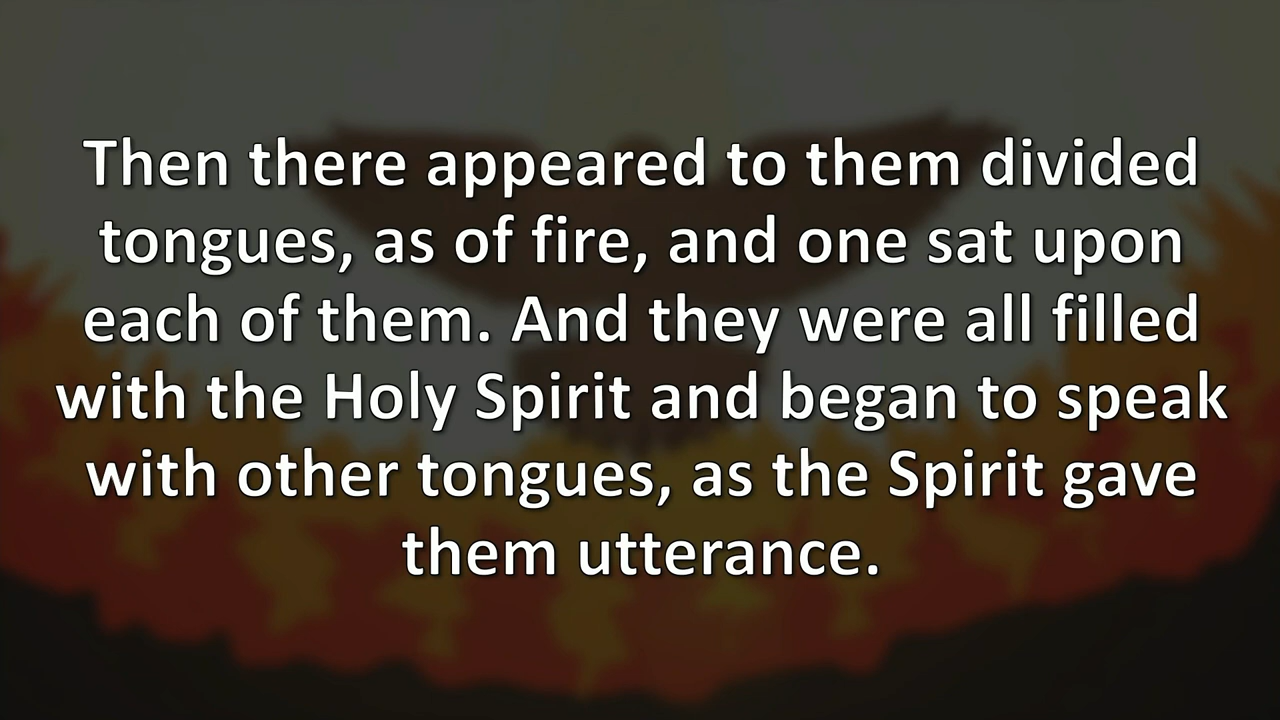 Then there appeared to them divided
tongues, as of fire, and one sat upon
each of them. And they were all filled
with the Holy Spirit and began to speak
with other tongues, as the Spirit gave
them utterance.